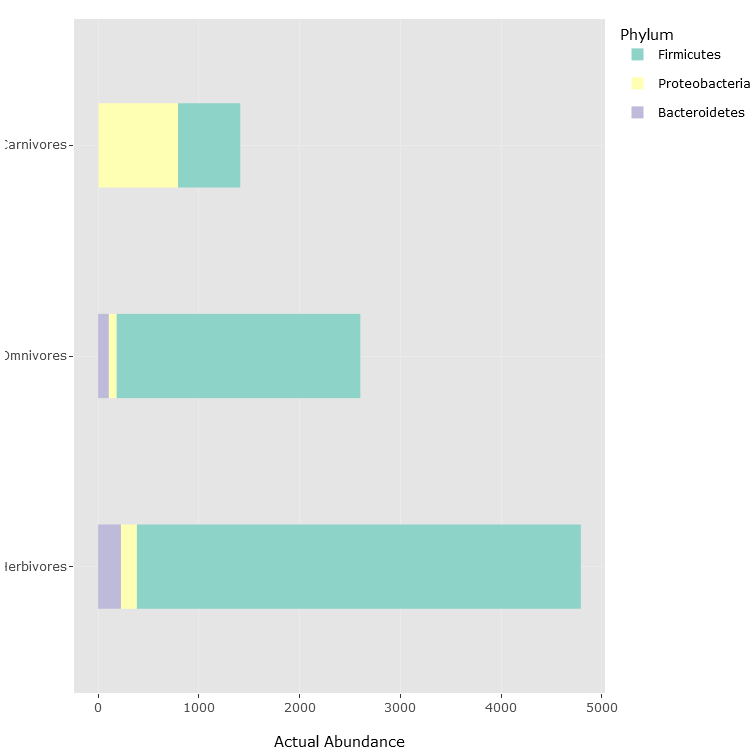 Phylum
Firmicutes
Proteobacteria
Bacteroidetes
Carnivores
Omnivores
Herbivores
0 1000 2000 3000 4000 5000
Actual Abundance